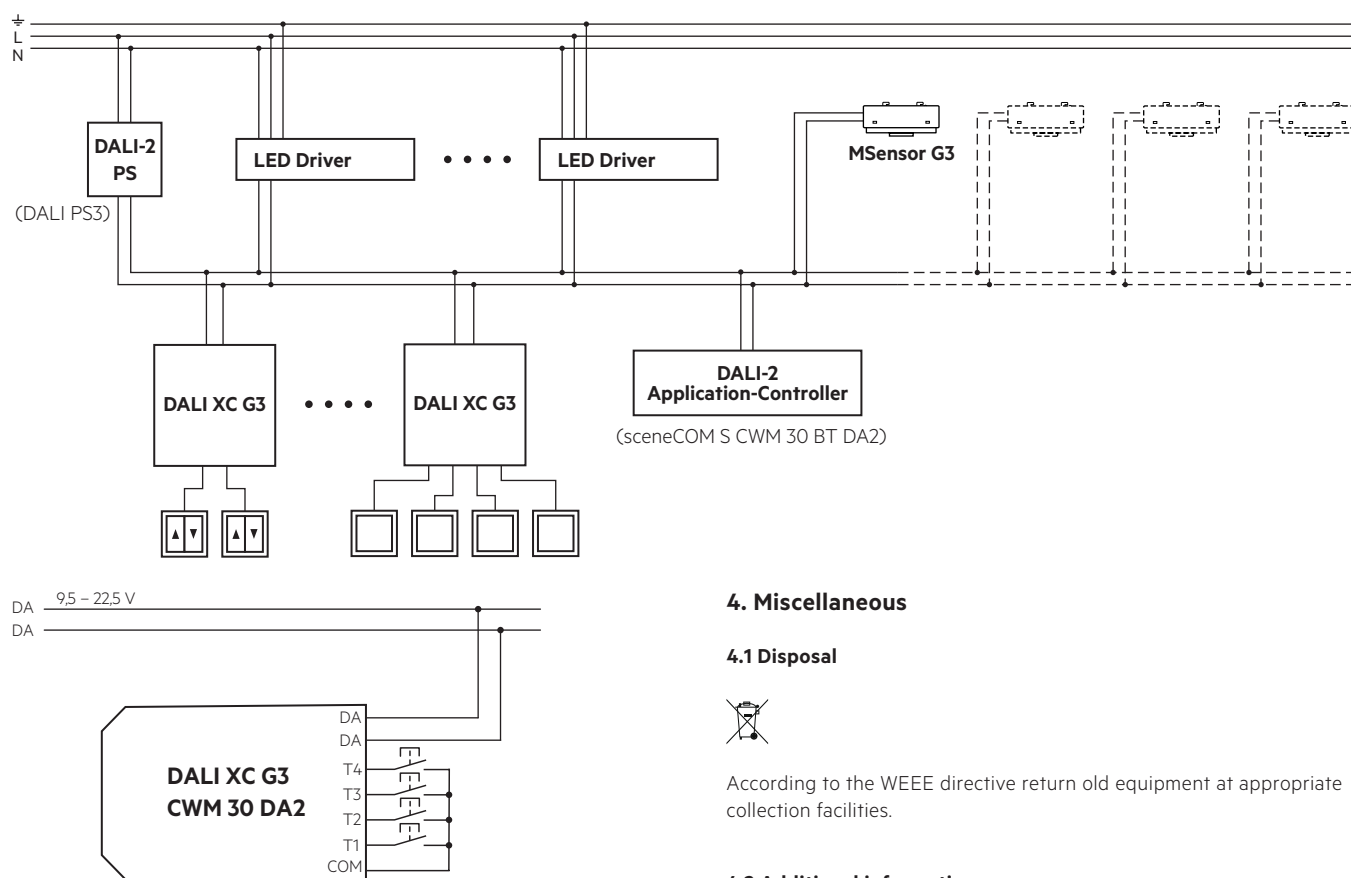 L
N
DALI-2
PS
(DALI PS3)
LED Driver
LED Driver
MSensor G3
DALI XC G3
DALI XC G3
DALI-2
Application-Controller
(sceneCOM S CWM 30 BT DA2)
DA 9,5 – 22,5 V
DA
DALI XC G3
CWM 30 DA2
DA
DA
T4
T3
T2
T1
COM
4. Miscellaneous
4.1 Disposal
According to the WEEE directive return old equipment at appropriate
collection facilities.